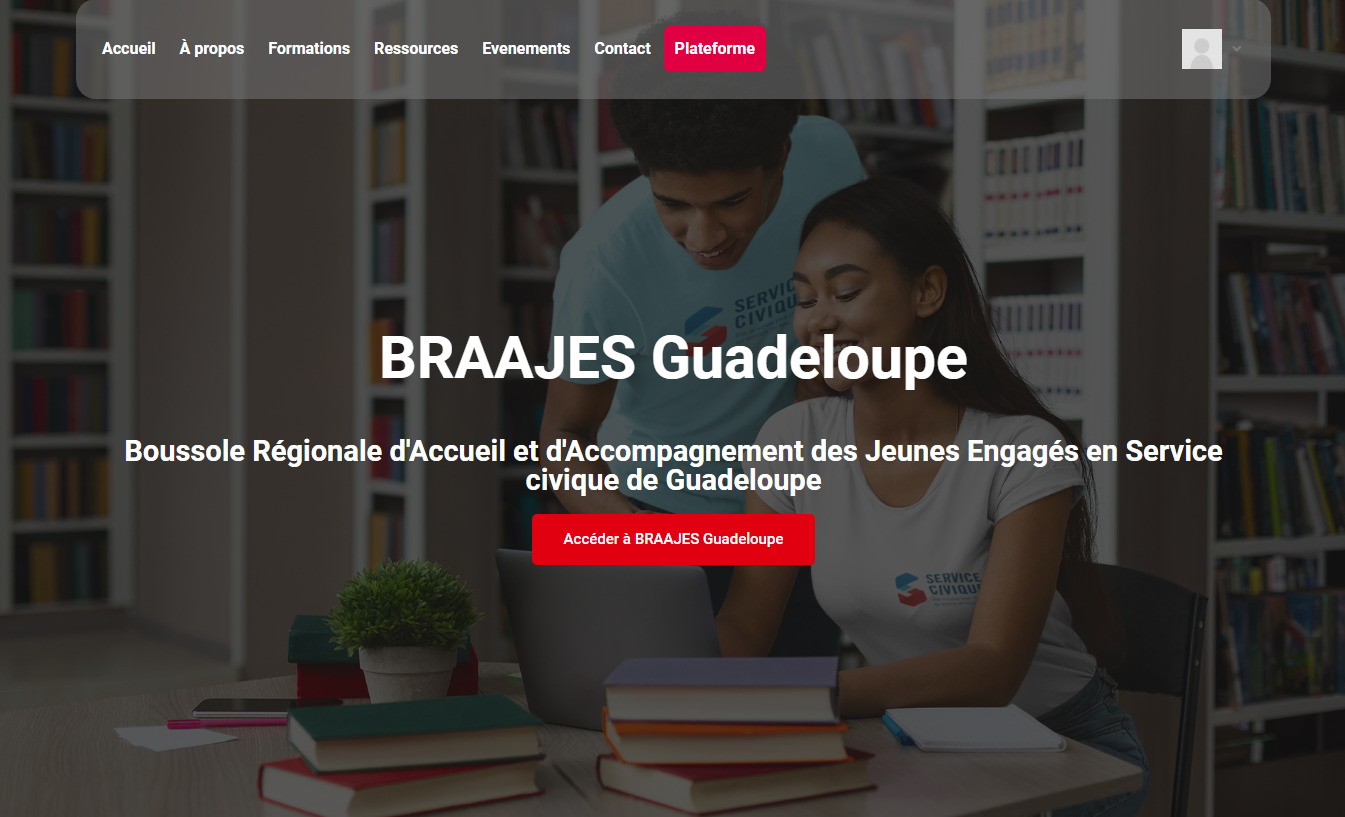 Accueil À propos Formations Ressources Evenements Contact Plateforme
SERVICE
CIVIQUE
BRAAJES Guadeloupe
Boussole Régionale d'Accueil et d'Accompagnement des Jeunes Engagés en Service
civique de Guadeloupe
Accéder à BRAAJES Guadeloupe
SERVICE
CIVIQUE